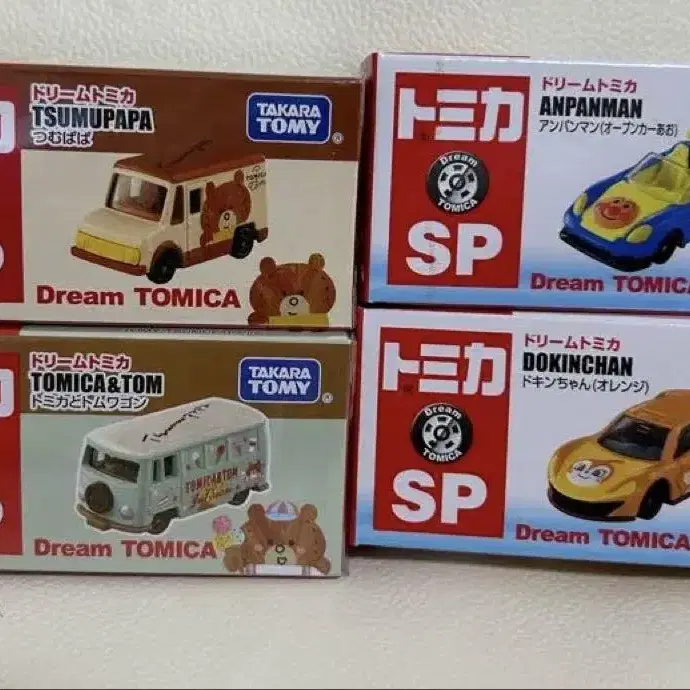 ドリームトミカ
TSUMUPAPA
つむぱぱ
TAKARA
TOMY
Dream TOMICA
トミカ
Dream
TOMICA
SP
ドリームトミカ
ANPANMAN
アンパンマン(オープンカーあお)
Dream TOMICA
ドリームトミカ
TOMICA&TOM
トミカとトムワゴン
TAKARA
TOMY
TOMICA&TOM
Ice Cream
Dream TOMICA
トミカ
Dream
TOMICA
SP
ドリームトミカ
DOKINCHAN
ドキンちゃん(オレンジ)
Dream TOMICA